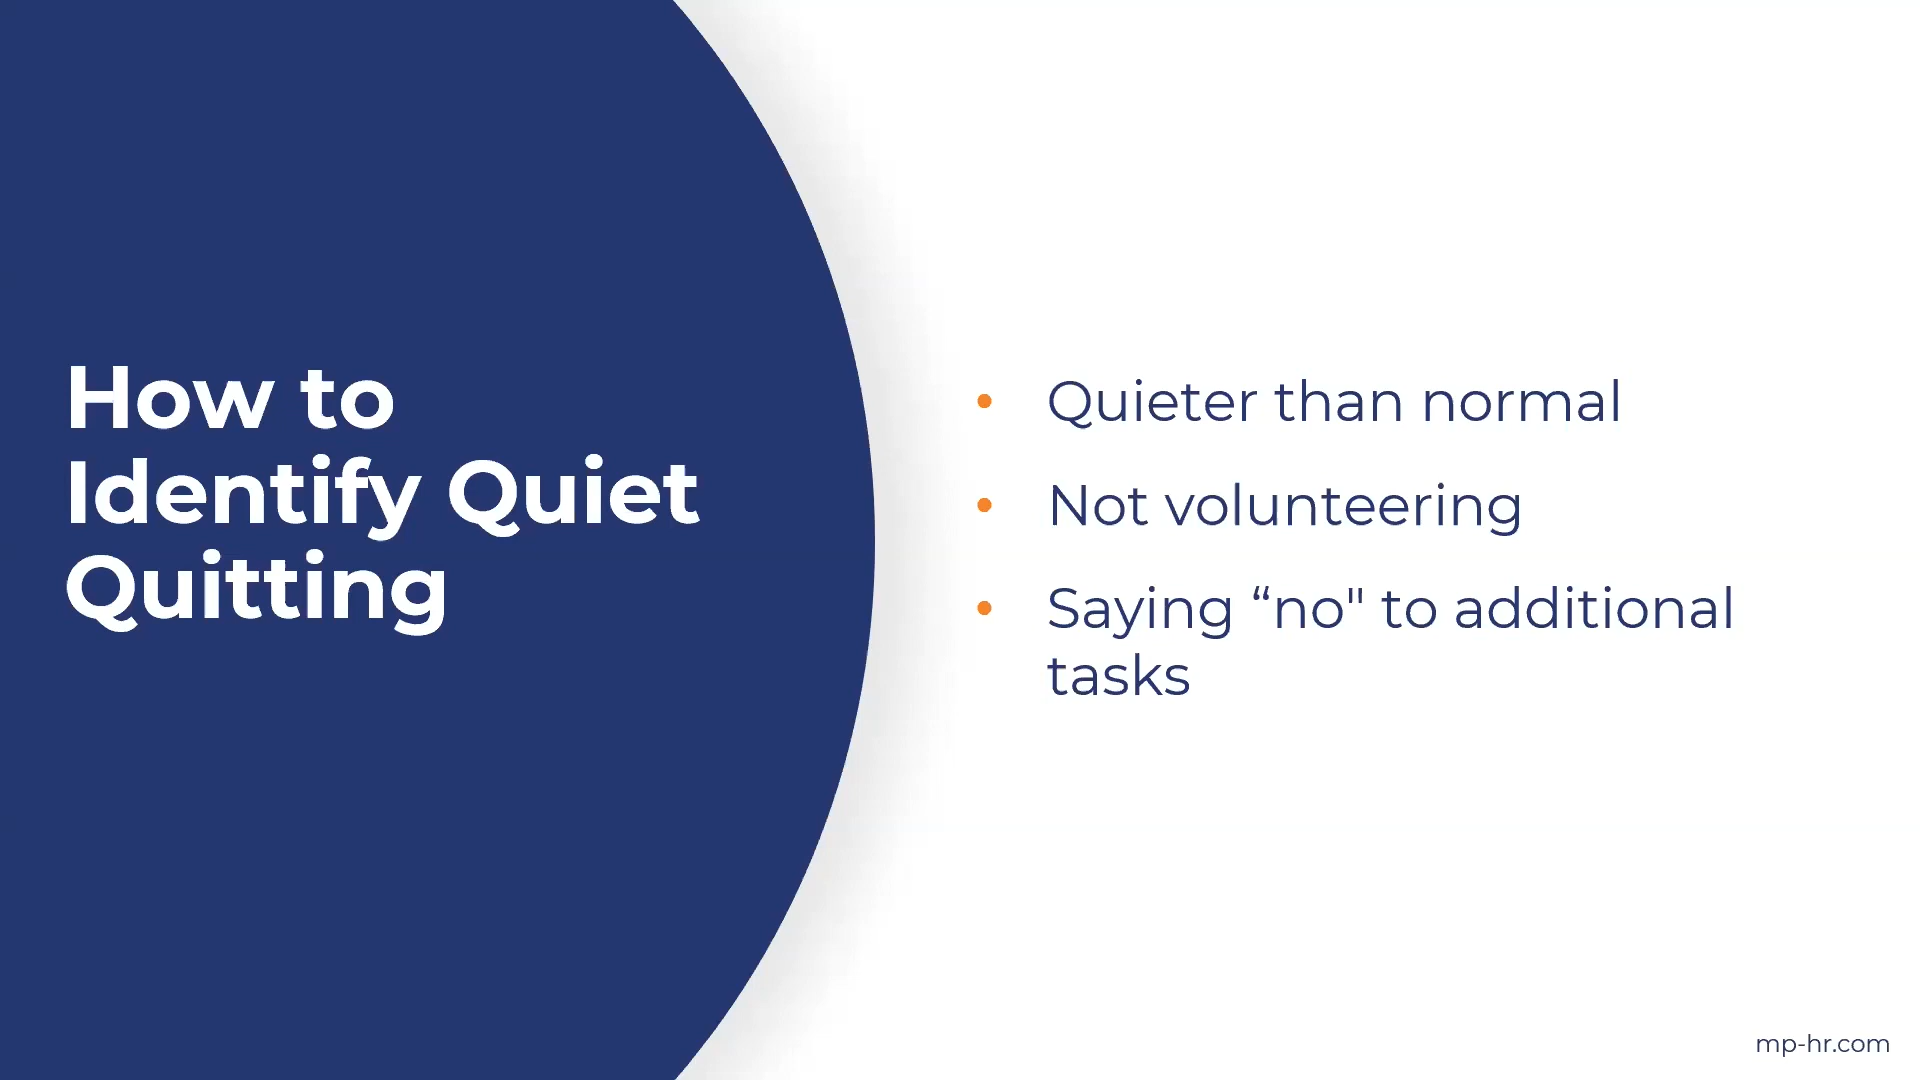 How to
Identify Quiet
Quitting
• Quieter than normal
• Not volunteering
• Saying “no" to additional
tasks
mp-hr.com